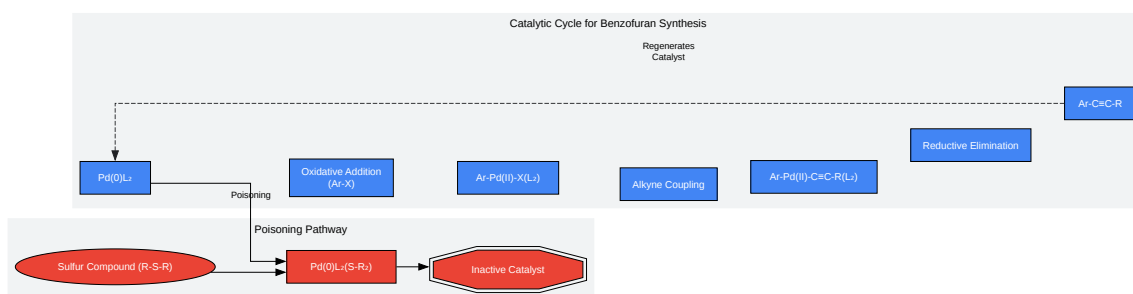 Catalytic Cycle for Benzofuran Synthesis
Regenerates
Catalyst
Ar-C≡C-R
Reductive Elimination
Pd(0)L₂
Oxidative Addition
(Ar-X)
Ar-Pd(II)-X(L₂)
Alkyne Coupling
Ar-Pd(II)-C≡C-R(L₂)
Poisoning
Poisoning Pathway
Sulfur Compound (R-S-R)
Pd(0)L₂(S-R₂)
Inactive Catalyst